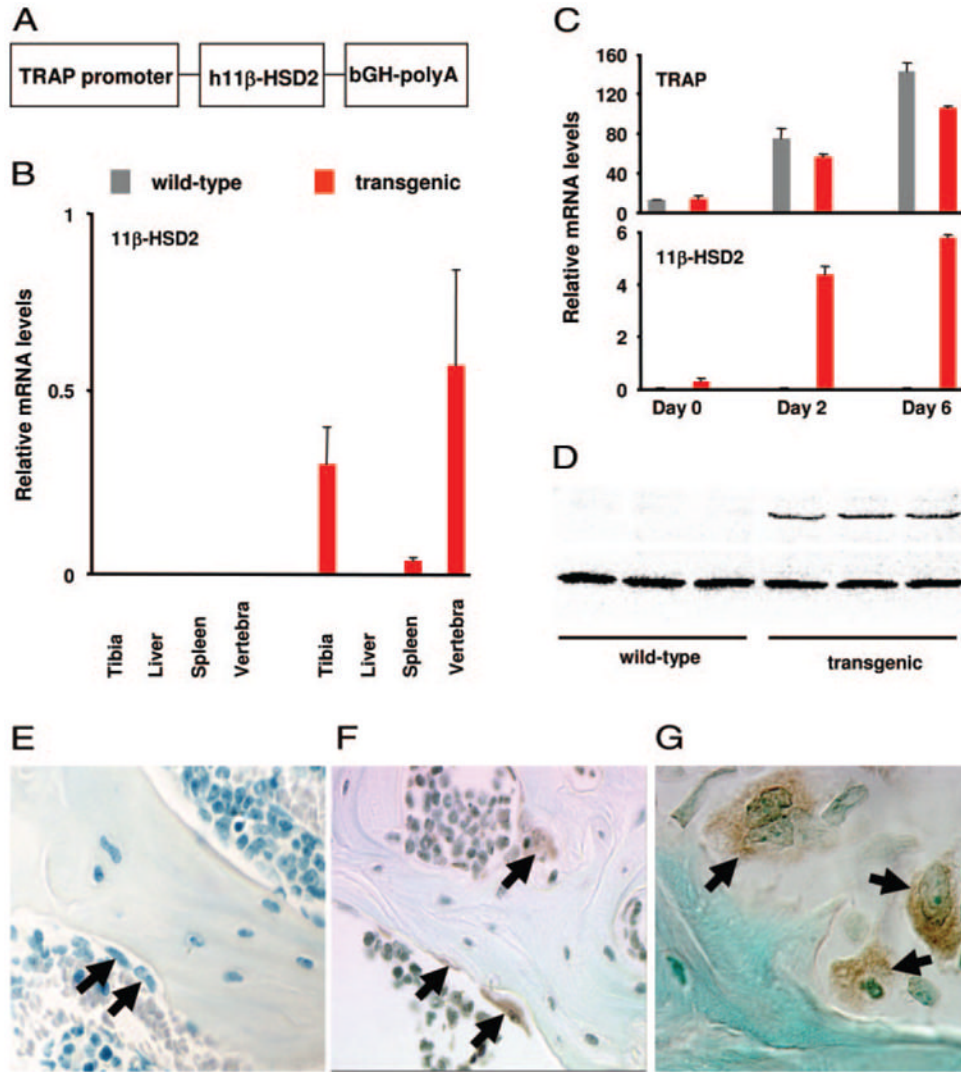 A
TRAP promoter
h11β-HSD2
bGH-polyA
B
wild-type
transgenic
11β-HSD2
Relative mRNA levels
1
0.5
0
Tibia
Liver
Spleen
Vertebra
Tibia
Liver
Spleen
Vertebra
C
TRAP
Relative mRNA levels
160
120
80
40
0
11β-HSD2
6
4
2
0
Day 0
Day 2
Day 6
D
wild-type
transgenic
E
F
G